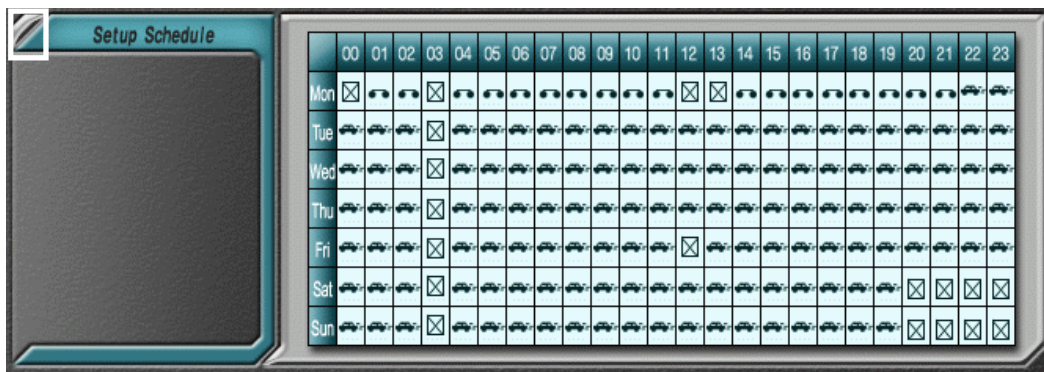 Setup Schedule
00 01 02 03 04 05 06 07 08 09 10 11 12 13 14 15 16 17 18 19 20 21 22 23
Mon
Tue
Wed
Thu
Fri
Sat
Sun